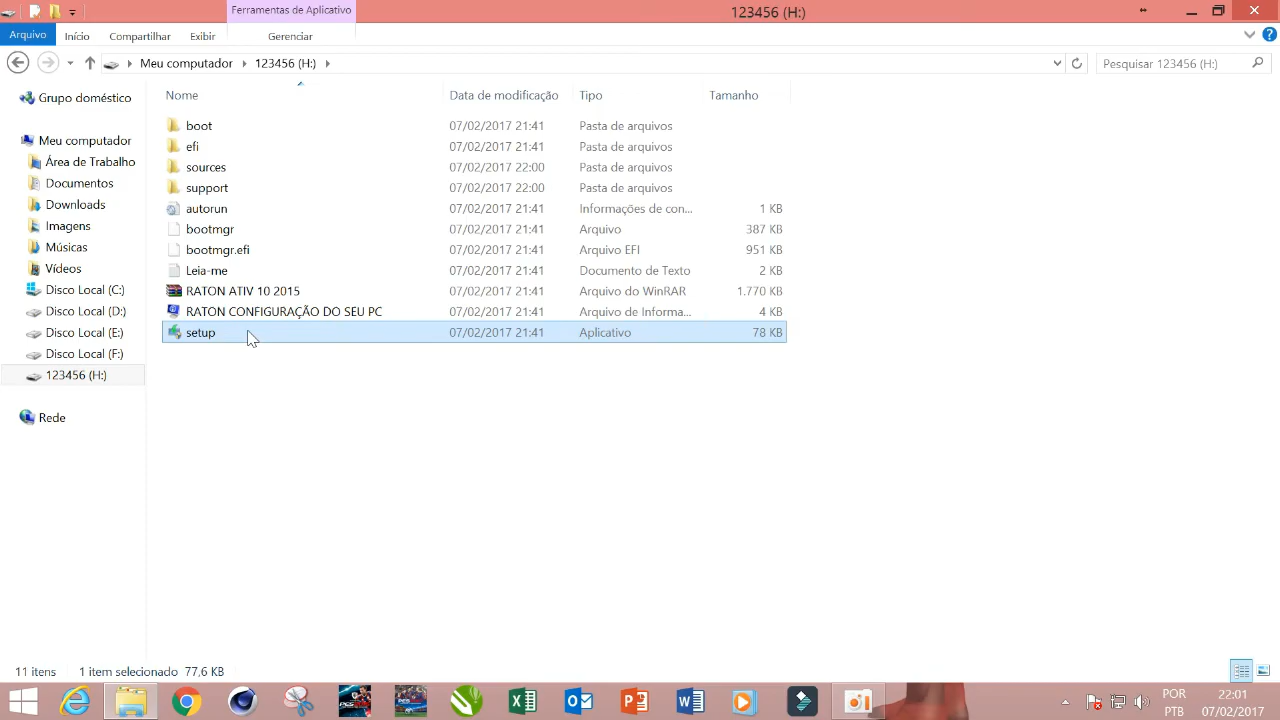 Ferramentas de Aplicativo
123456 (H:)
Arquivo
Início
Compartilhar
Exibir
Gerenciar
Meu computador
123456 (H:)
Pesquisar 123456 (H:)
Nome
Data de modificação
Tipo
Tamanho
Grupo doméstico
Meu computador
Área de Trabalho
Documentos
Downloads
Imagens
Músicas
Vídeos
Disco Local (C:)
Disco Local (D:)
Disco Local (E:)
Disco Local (F:)
123456 (H:)
Rede
boot 07/02/2017 21:41 Pasta de arquivos
efi 07/02/2017 21:41 Pasta de arquivos
sources 07/02/2017 22:00 Pasta de arquivos
support 07/02/2017 22:00 Pasta de arquivos
autorun 07/02/2017 21:41 Informações de con... 1 KB
bootmgr 07/02/2017 21:41 Arquivo 387 KB
bootmgr.efi 07/02/2017 21:41 Arquivo EFI 951 KB
Leia-me 07/02/2017 21:41 Documento de Texto 2 KB
RATON ATIV 10 2015 07/02/2017 21:41 Arquivo do WinRAR 1.770 KB
RATON CONFIGURAÇÃO DO SEU PC 07/02/2017 21:41 Arquivo de Informa... 4 KB
setup 07/02/2017 21:41 Aplicativo 78 KB
11 itens 1 item selecionado 77,6 KB
POR 22:01
PTB 07/02/2017